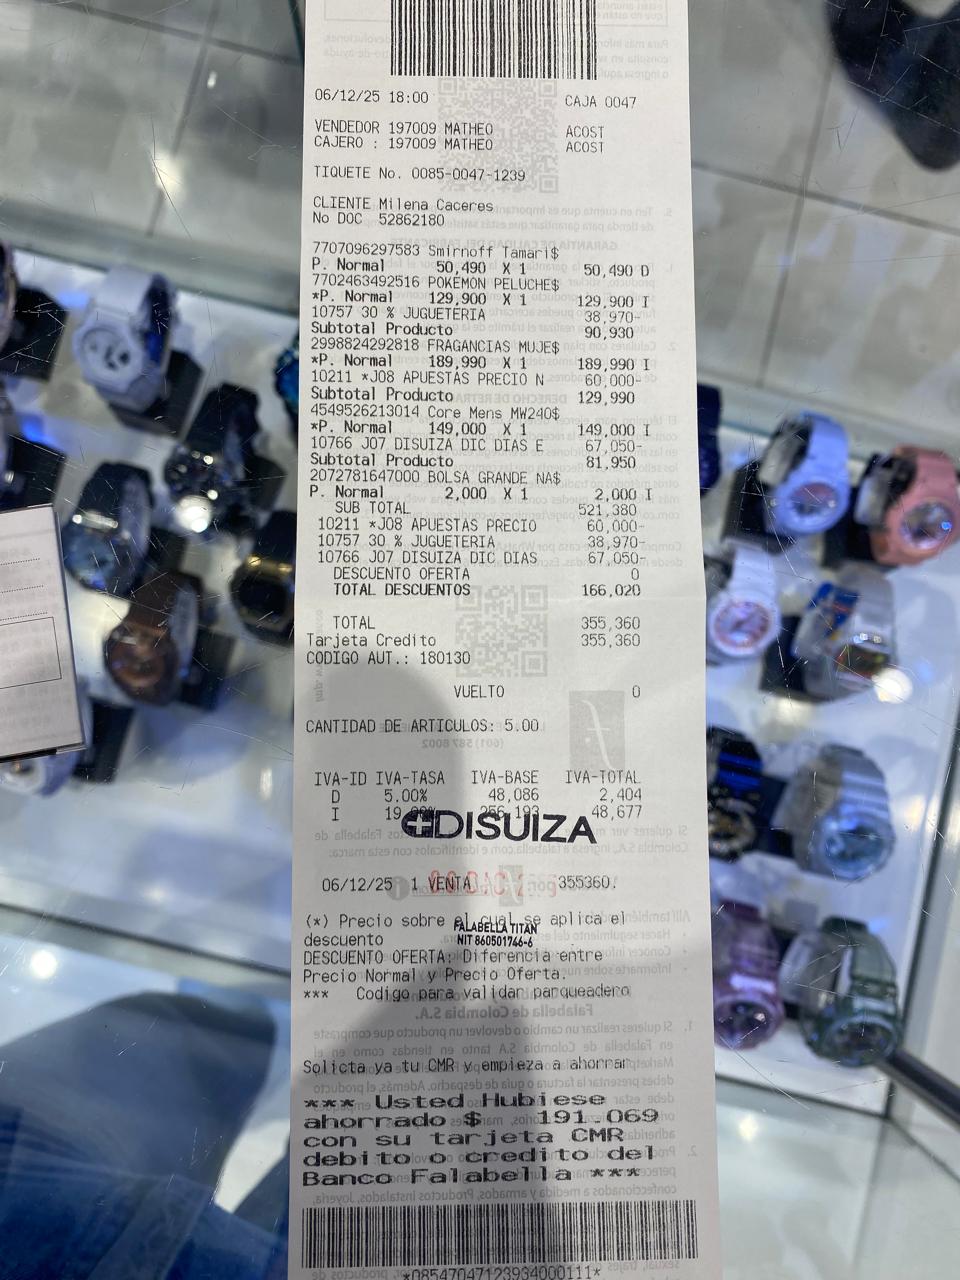 06/12/25 18:00 CAJA 0047
VENDEDOR 197009 MATHEO ACOST
CAJERO : 197009 MATHEO ACOST
TIQUETE No. 0085-0047-1239
CLIENTE Milena Caceres
No DOC 52862180
7707096297583 Smirnoff Tamari$
P. Normal 50,490 X 1 50,490 D
7702463492516 POKEMON PELUCHE$
*P. Normal 129,900 X 1 129,900 I
10757 30 % JUGUETERIA 38,970-
Subtotal Producto 90,930
2998824292818 FRAGANCIAS MUJE$
*P. Normal 189,990 X 1 189,990 I
10211 *J08 APUESTAS PRECIO N 60,000-
Subtotal Producto 129,990
4549526213014 Core Mens MW240$
*P. Normal 149,000 X 1 149,000 I
10766 J07 DISUIZA DIC DIAS E 67,050-
Subtotal Producto 81,950
2072781647000 BOLSA GRANDE NA$
P. Normal 2,000 X 1 2,000 I
SUB TOTAL 521,380
10211 *J08 APUESTAS PRECIO 60,000-
10757 30 % JUGUETERIA 38,970-
10766 J07 DISUIZA DIC DIAS 67,050-
DESCUENTO OFERTA 0
TOTAL DESCUENTOS 166,020
TOTAL 355,360
Tarjeta Credito 355,360
CODIGO AUT.: 180130
VUELTO 0
CANTIDAD DE ARTICULOS: 5.00
IVA-ID IVA-TASA IVA-BASE IVA-TOTAL
D 5.00% 48,086 2,404
I 19.00% 256,193 48,677
DISUIZA
06/12/25 1 VENTA 355360.
(*) Precio sobre el cual se aplica el
descuento
FALABELLA TITAN
NIT 860501746-6
DESCUENTO OFERTA: Diferencia entre
Precio Normal y Precio Oferta.
*** Codigo para validar parqueadero
Solicta ya tu CMR y empieza a ahorrar
*** Usted Hubiese
ahorrado $ 191.069
con su tarjeta CMR
debito o credito del
Banco Falabella ***
*08547047123934000111*